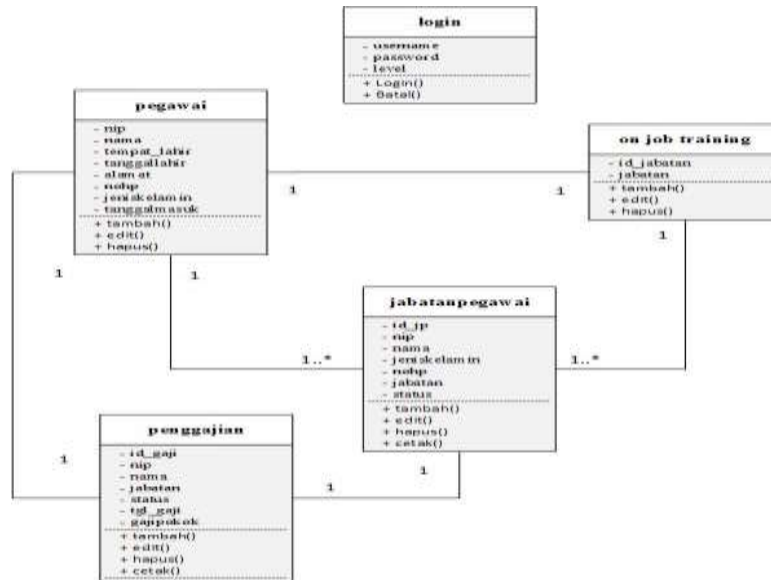 login
- username
- password
- level
+ Login()
+ Batal()
pegawai
- nip
- nama
- tempat_lahir
- tanggallahir
- alamat
- nohp
- jeniskelamin
- tanggalmasuk
+ tambah()
+ edit()
+ hapus()
on job training
- id_jabatan
- jabatan
+ tambah()
+ edit()
+ hapus()
1
1
1
1
1
jabatanpegawai
- id_jp
- nip
- nama
- jeniskelamin
- nohp
- jabatan
- status
+ tambah()
+ edit()
+ hapus()
+ cetak()
1..*
1..*
penggajian
- id_gaji
- nip
- nama
- jabatan
- status
- tgl_gaji
- gajipokok
+ tambah()
+ edit()
+ hapus()
+ cetak()
1
1
1